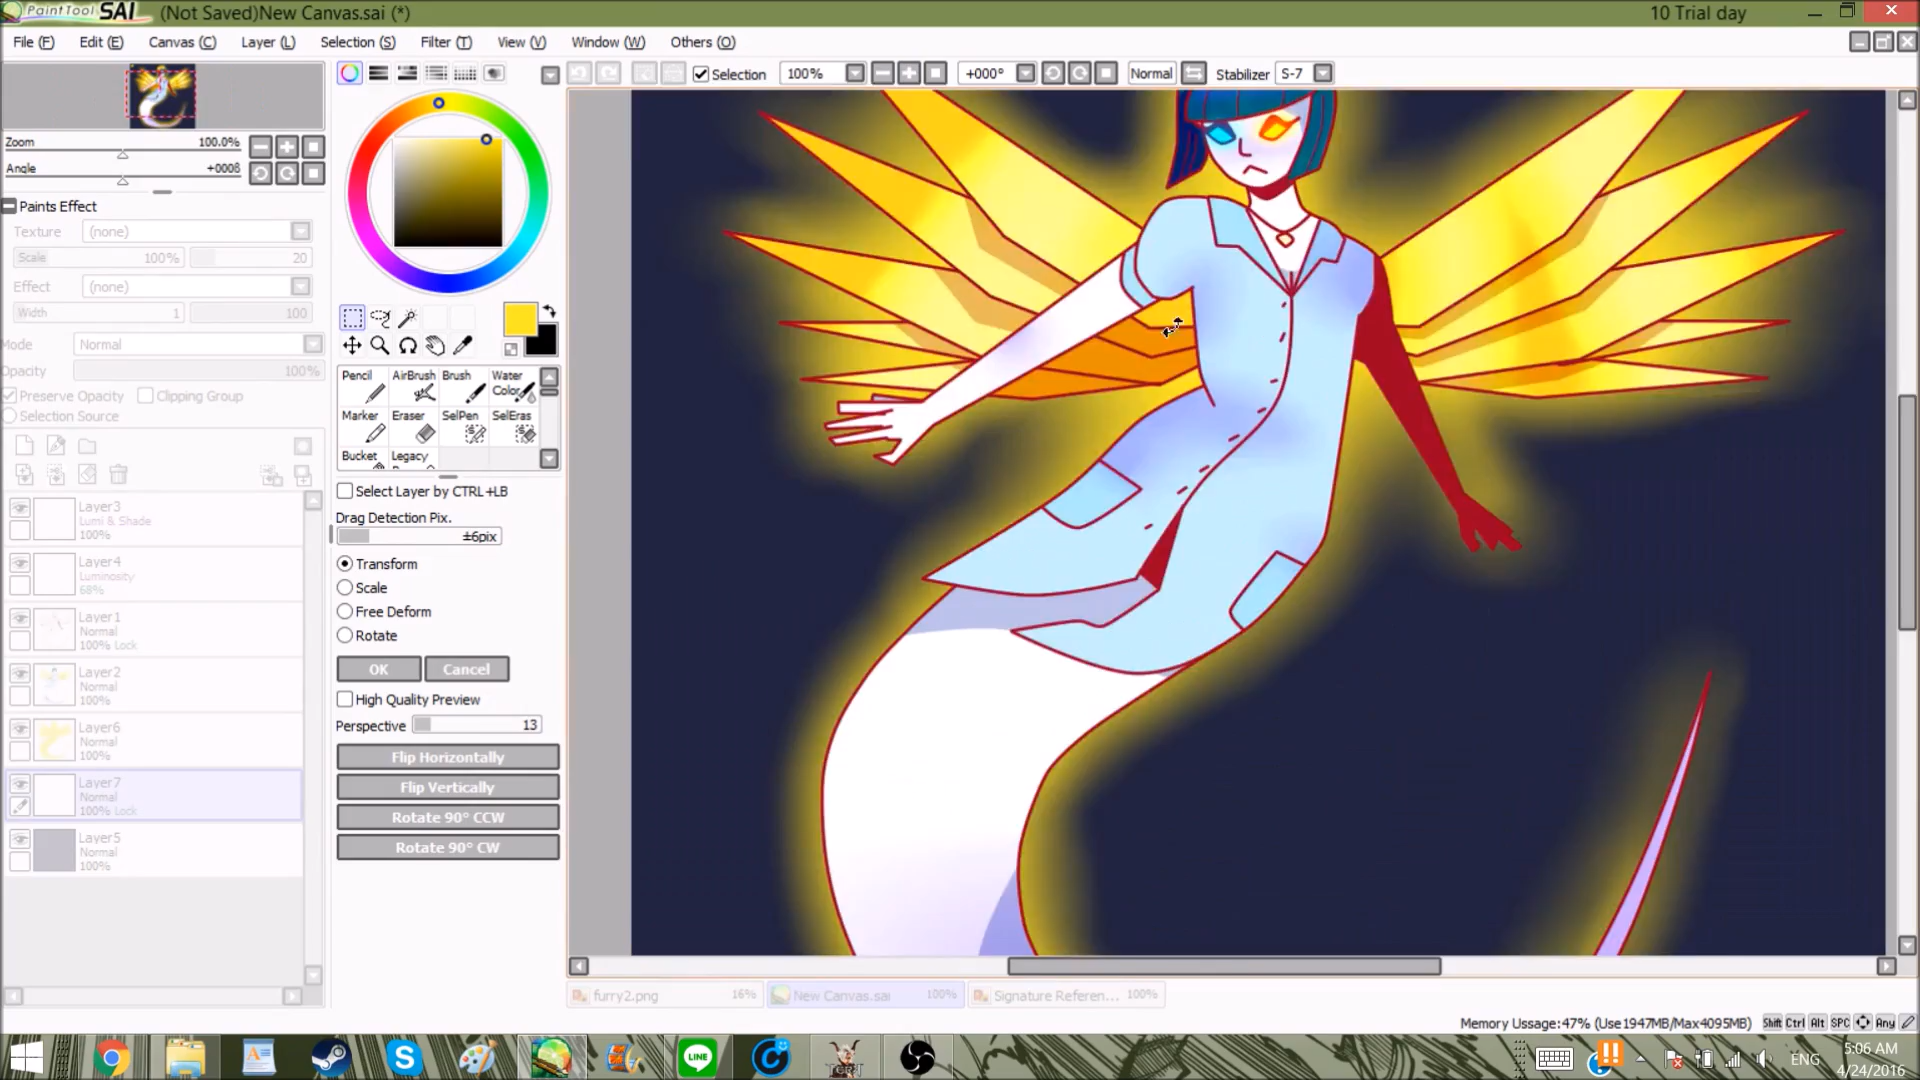 PaintTool SAI (Not Saved)New Canvas.sai (*) 10 Trial day
File (F) Edit (E) Canvas (C) Layer (L) Selection (S) Filter (T) View (V) Window (W) Others (O)
Selection 100% +000° Normal Stabilizer S-7
Zoom 100.0%
Angle +000§
Paints Effect
Texture (none)
Scale 100% 20
Effect (none)
Width 1 100
Mode Normal
Opacity 100%
Preserve Opacity Clipping Group
Selection Source
Layer3
Lumi & Shade
100%
Layer4
Luminosity
68%
Layer1
Normal
100% Lock
Layer2
Normal
100%
Layer6
Normal
100%
Layer7
Normal
100% Lock
Layer5
Normal
100%
Pencil AirBrush Brush Water Color
Marker Eraser SelPen SelEras
Bucket Legacy
Select Layer by CTRL+LB
Drag Detection Pix.
±6pix
Transform
Scale
Free Deform
Rotate
OK Cancel
High Quality Preview
Perspective 13
Flip Horizontally
Flip Vertically
Rotate 90° CCW
Rotate 90° CW
furry2.png 16% New Canvas.sai 100% Signature Referen... 100%
Memory Ussage:47% (Use1947MB/Max4095MB) Shift Ctrl Alt SPC Any
LINE
ENG
5:06 AM
4/24/2016